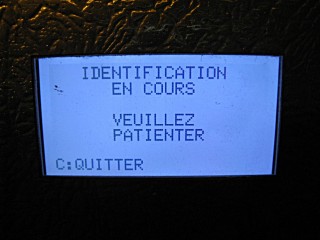 IDENTIFICATION
EN COURS
VEUILLEZ
PATIENTER
C:QUITTER